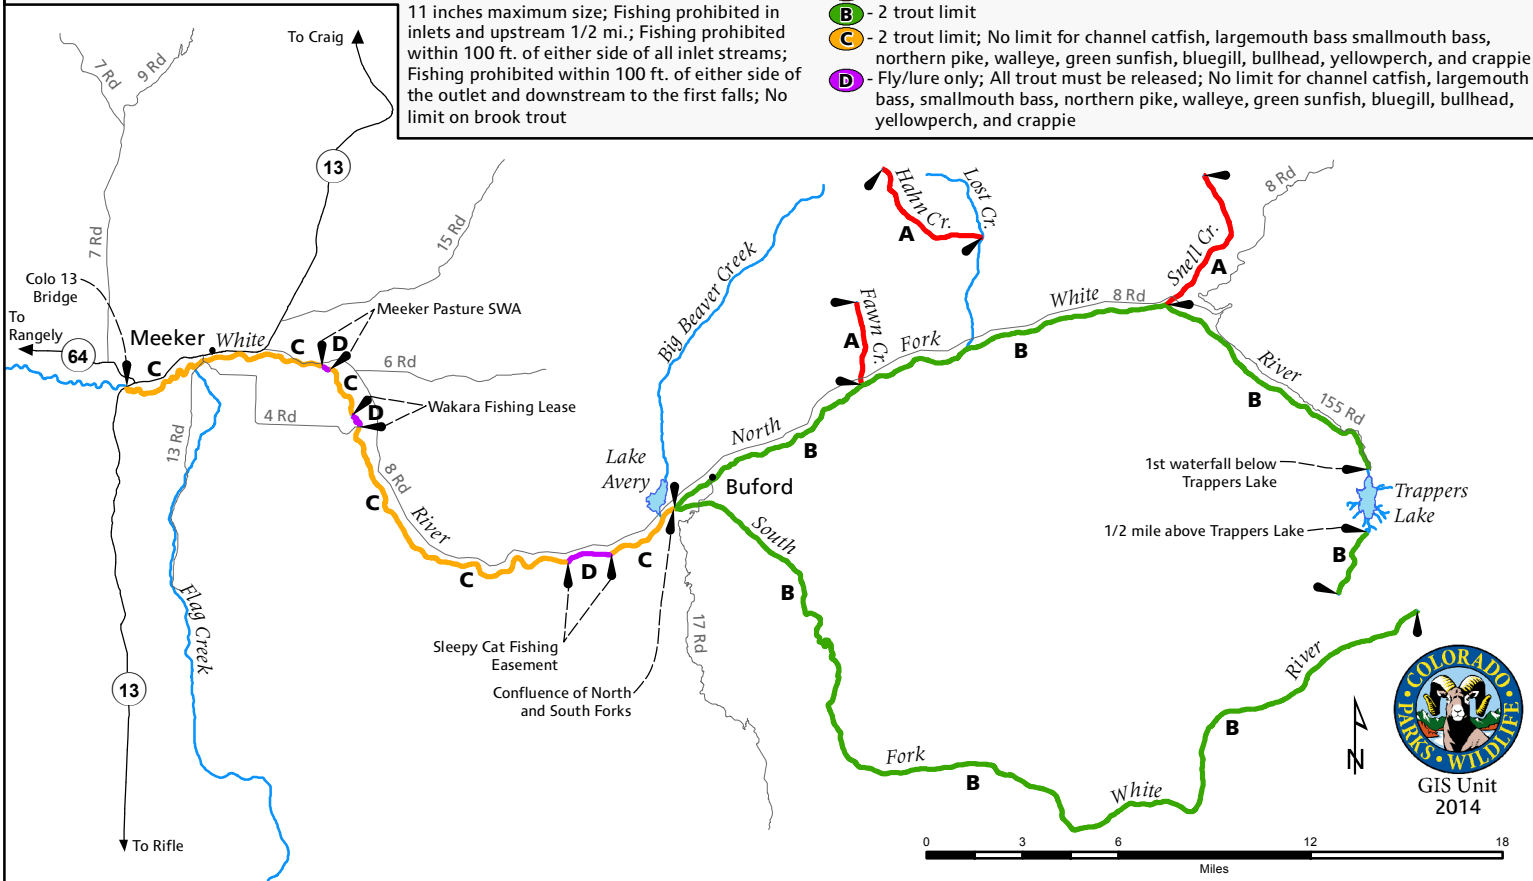 11 inches maximum size; Fishing prohibited in
inlets and upstream 1/2 mi.; Fishing prohibited
within 100 ft. of either side of all inlet streams;
Fishing prohibited within 100 ft. of either side of
the outlet and downstream to the first falls; No
limit on brook trout
B - 2 trout limit
C - 2 trout limit; No limit for channel catfish, largemouth bass smallmouth bass,
northern pike, walleye, green sunfish, bluegill, bullhead, yellowperch, and crappie
D - Fly/lure only; All trout must be released; No limit for channel catfish, largemouth
bass, smallmouth bass, northern pike, walleye, green sunfish, bluegill, bullhead,
yellowperch, and crappie
To Craig
7 Rd
9 Rd
13
7 Rd
15 Rd
Colo 13
Bridge
To
Rangely
64
Meeker
White
C
C
D
Meeker Pasture SWA
6 Rd
C
D
Wakara Fishing Lease
4 Rd
13 Rd
8 Rd
C
River
C
D
C
Flag Creek
13
To Rifle
Sleepy Cat Fishing
Easement
Confluence of North
and South Forks
17 Rd
Big Beaver Creek
Lake
Avery
Buford
North
B
Fork
White
8 Rd
B
Hahn Cr.
A
Lost Cr.
Fawn Cr.
A
Snell Cr.
A
8 Rd
River
B
155 Rd
1st waterfall below
Trappers Lake
Trappers
Lake
1/2 mile above Trappers Lake
B
South
B
Fork
B
White
B
River
COLORADO
PARKS • WILDLIFE
GIS Unit
2014
N
0 3 6 12 18
Miles